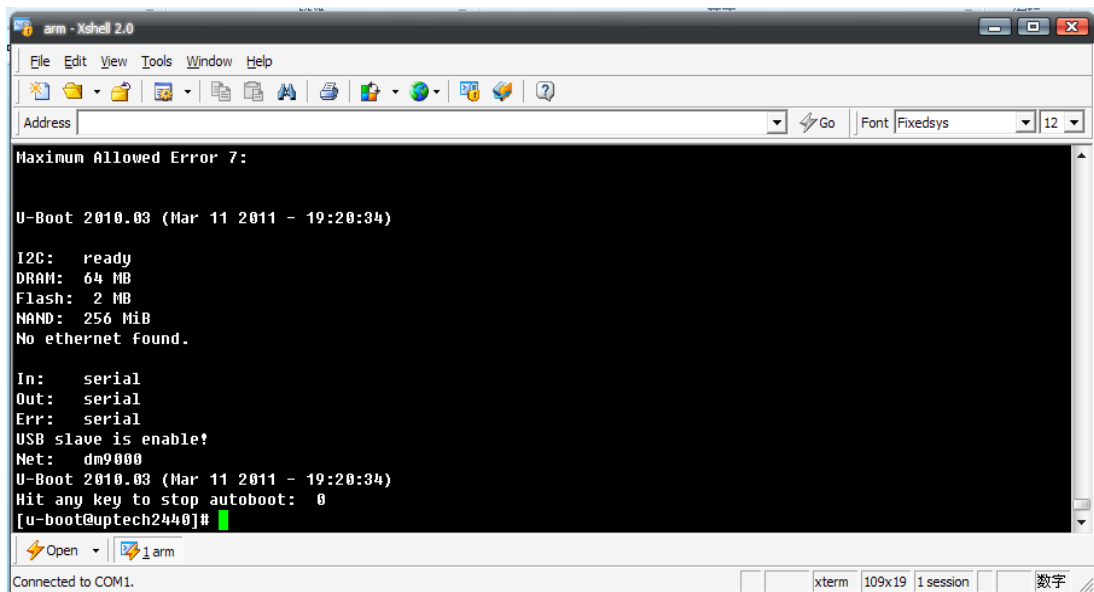 arm - Xshell 2.0
File Edit View Tools Window Help
Address Go Font Fixedsys 12
Maximum Allowed Error 7:
U-Boot 2010.03 (Mar 11 2011 - 19:20:34)
I2C: ready
DRAM: 64 MB
Flash: 2 MB
NAND: 256 MiB
No ethernet found.
In: serial
Out: serial
Err: serial
USB slave is enable!
Net: dm9000
U-Boot 2010.03 (Mar 11 2011 - 19:20:34)
Hit any key to stop autoboot: 0
[u-boot@uptech2440]#
Open 1 arm
Connected to COM1. xterm 109x19 1 session 数字